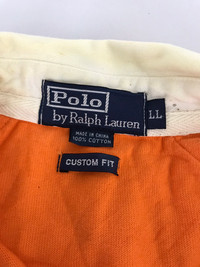 Polo
by Ralph Lauren
LL
MADE IN CHINA
100% COTTON
CUSTOM FIT